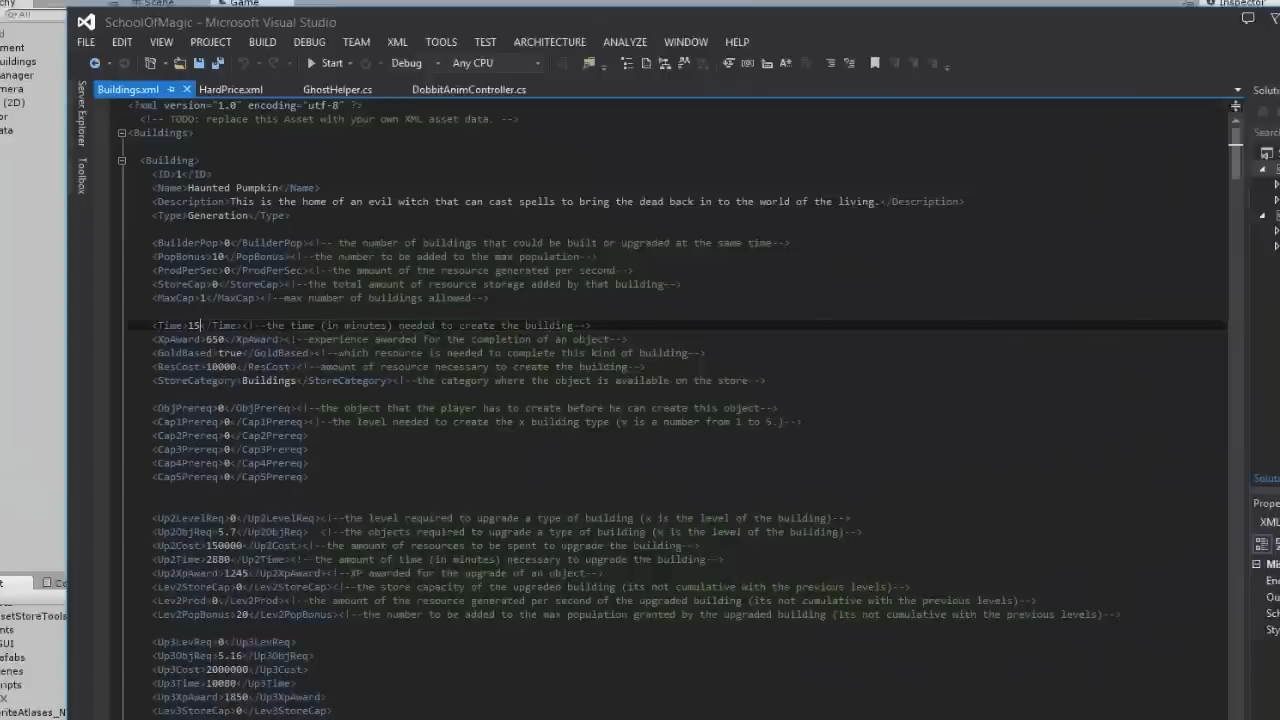 Scene
Game
Inspector
SchoolOfMagic - Microsoft Visual Studio
FILE EDIT VIEW PROJECT BUILD DEBUG TEAM XML TOOLS TEST ARCHITECTURE ANALYZE WINDOW HELP
Start Debug Any CPU
Buildings.xml HardPrice.xml GhostHelper.cs DobbitAnimController.cs
Server Explorer
Toolbox
<?xml version="1.0" encoding="utf-8" ?>
<!-- TODO: replace this Asset with your own XML asset data. -->
<Buildings>
<Building>
<ID>1</ID>
<Name>Haunted Pumpkin</Name>
<Description>This is the home of an evil witch that can cast spells to bring the dead back in to the world of the living.</Description>
<Type>Generation</Type>
<BuilderPop>0</BuilderPop><!-- the number of buildings that could be built or upgraded at the same time-->
<PopBonus>10</PopBonus><!--the number to be added to the max population-->
<ProdPerSec>0</ProdPerSec><!--the amount of the resource generated per second-->
<StoreCap>0</StoreCap><!--the total amount of resource storage added by that building-->
<MaxCap>1</MaxCap><!--max number of buildings allowed-->
<Time>15</Time><!--the time (in minutes) needed to create the building-->
<XpAward>650</XpAward><!--experience awarded for the completion of an object-->
<GoldBased>true</GoldBased><!--which resource is needed to complete this kind of building-->
<ResCost>10000</ResCost><!--amount of resource necessary to create the building-->
<StoreCategory>Buildings</StoreCategory><!--the category where the object is available on the store-->
<ObjPrereq>0</ObjPrereq><!--the object that the player has to create before he can create this object-->
<Cap1Prereq>0</Cap1Prereq><!--the level needed to create the x building type (x is a number from 1 to 5.)-->
<Cap2Prereq>0</Cap2Prereq>
<Cap3Prereq>0</Cap3Prereq>
<Cap4Prereq>0</Cap4Prereq>
<Cap5Prereq>0</Cap5Prereq>
<Up2LevelReq>0</Up2LevelReq><!--the level required to upgrade a type of building (x is the level of the building)-->
<Up2ObjReq>5.7</Up2ObjReq> <!--the objects required to upgrade a type of building (x is the level of the building)-->
<Up2Cost>150000</Up2Cost><!--the amount of resources to be spent to upgrade the building-->
<Up2Time>2880</Up2Time><!--the amount of time (in minutes) necessary to upgrade the building-->
<Up2XpAward>1245</Up2XpAward><!--XP awarded for the upgrade of an object-->
<Lev2StoreCap>0</Lev2StoreCap><!--the store capacity of the upgraded building (its not cumulative with the previous levels)-->
<Lev2Prod>0</Lev2Prod><!--the amount of the resource generated per second of the upgraded building (its not cumulative with the previous levels)-->
<Lev2PopBonus>20</Lev2PopBonus><!--the number to be added to the max population granted by the upgraded building (its not cumulative with the previous levels)-->
<Up3LevReq>0</Up3LevReq>
<Up3ObjReq>5.16</Up3ObjReq>
<Up3Cost>2000000</Up3Cost>
<Up3Time>10080</Up3Time>
<Up3XpAward>1850</Up3XpAward>
<Lev3StoreCap>0</Lev3StoreCap>